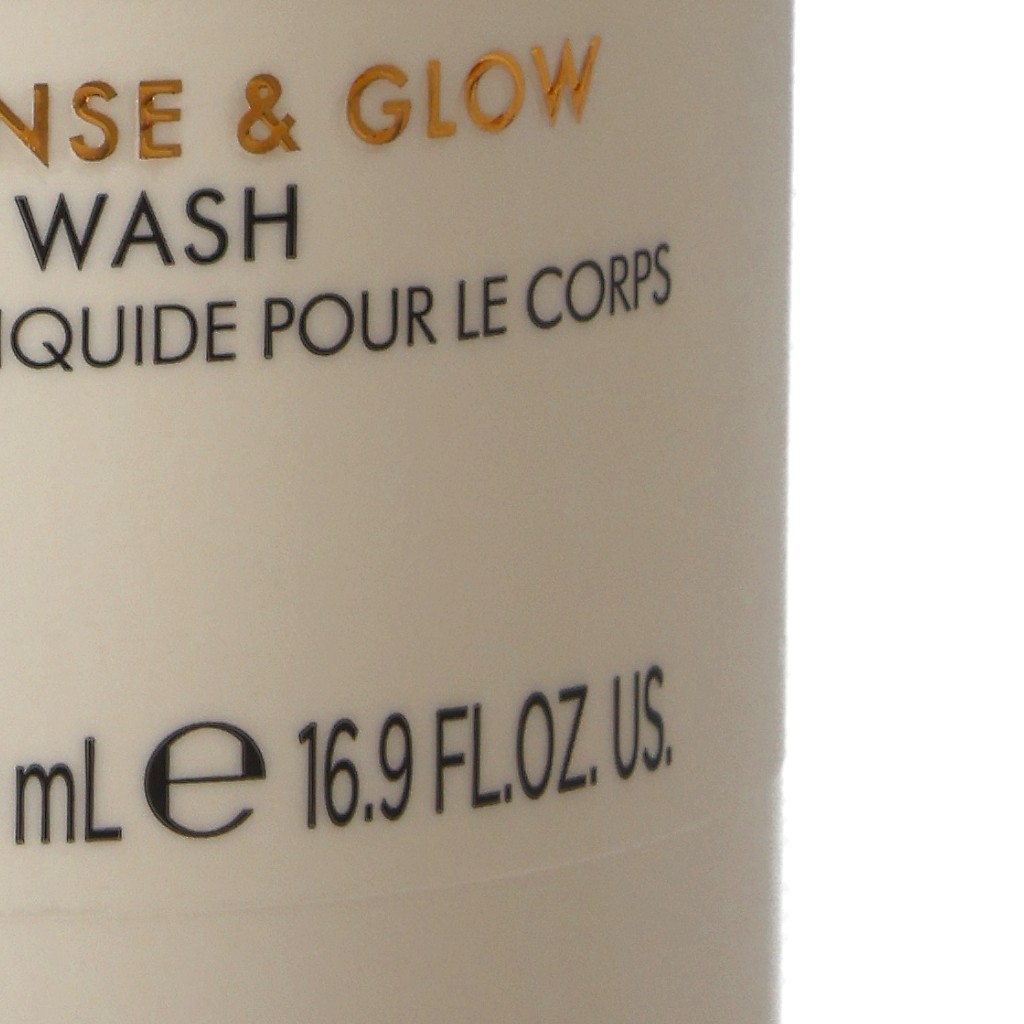 NSE & GLOW
WASH
IQUIDE POUR LE CORPS
mL e 16.9 FL.OZ. US.